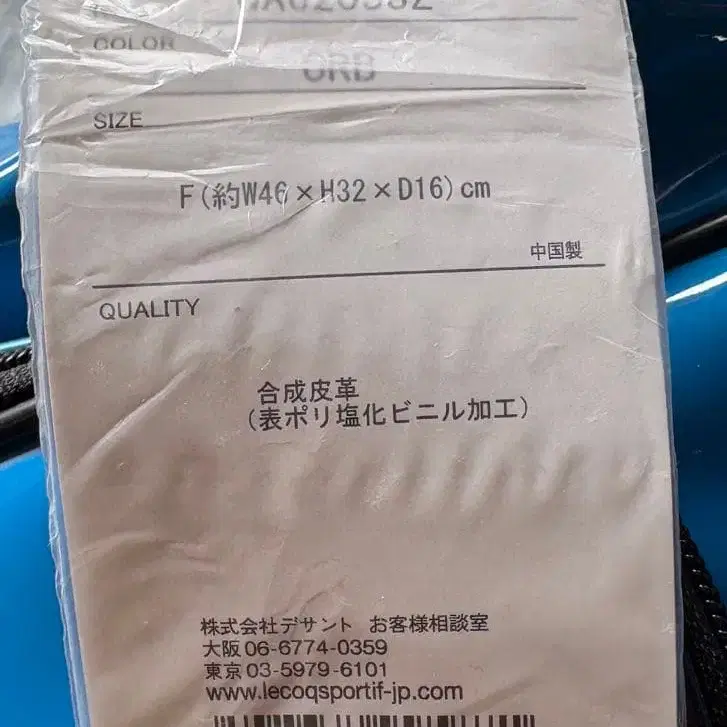 COLOR
SIZE
F(約W46×H32×D16)cm
中国製
QUALITY
合成皮革
(表ポリ塩化ビニル加工)
株式会社デサント お客様相談室
大阪 06-6774-0359
東京 03-5979-6101
www.lecoqsportif-jp.com